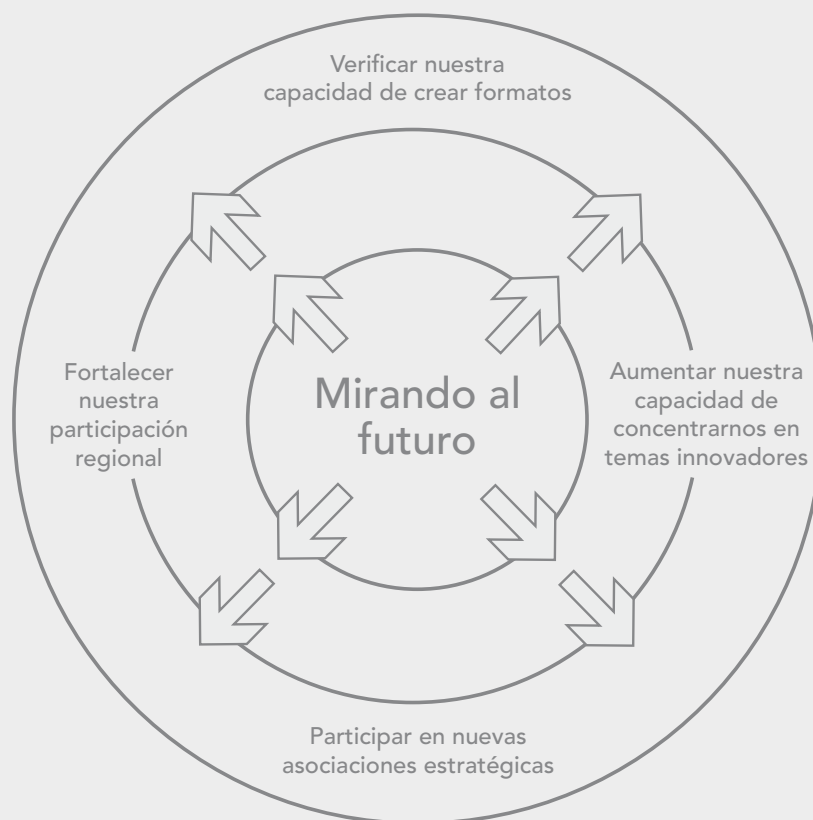 Verificar nuestra
capacidad de crear formatos
Fortalecer
nuestra
participación
regional
Mirando al
futuro
Aumentar nuestra
capacidad de
concentrarnos en
temas innovadores
Participar en nuevas
asociaciones estratégicas